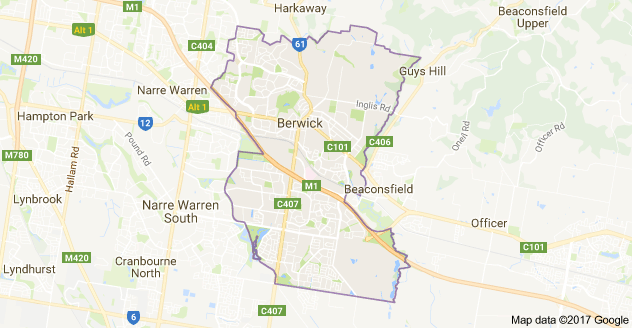 Harkaway
M1
Alt 1
Beaconsfield
Upper
C404
61
M420
Guys Hill
Narre Warren
Alt 1
Inglis Rd
Hampton Park
12
Berwick
C101
C406
Oneil Rd
Officer Rd
M780
Hallam Rd
Pound Rd
M1
Beaconsfield
Lynbrook
Narre Warren
South
C407
Officer
C101
M420
Lyndhurst
Cranbourne
North
C407
6
Map data ©2017 Google